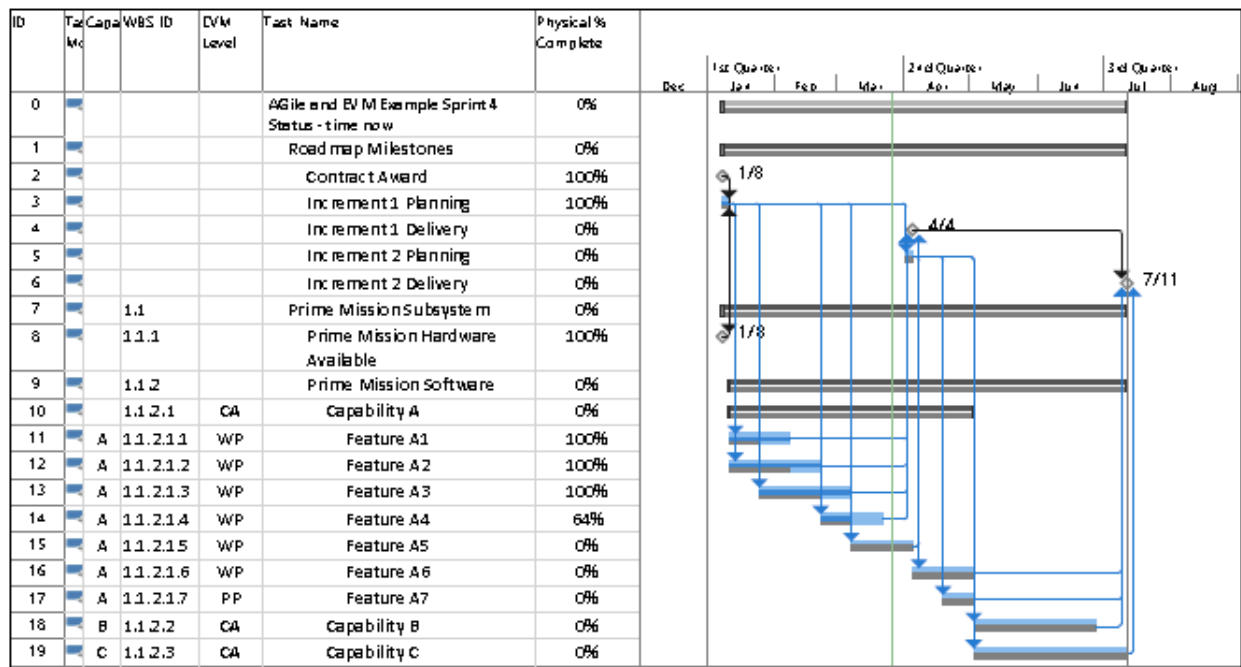 ID Ta Capa WBS ID EVM Task Name Physical %
Mo Level Complete
1st Quarter 2nd Quarter 3rd Quarter
Dec Jan Feb Mar Apr May Jun Jul Aug
0 AGile and EVM Example Sprint 4 0%
Status - time now
1 Roadmap Milestones 0%
2 Contract Award 100% 1/8
3 Increment 1 Planning 100%
4 Increment 1 Delivery 0% 4/4
5 Increment 2 Planning 0%
6 Increment 2 Delivery 0% 7/11
7 1.1 Prime Mission Subsystem 0%
8 1.1.1 Prime Mission Hardware 100% 1/8
Available
9 1.1.2 Prime Mission Software 0%
10 1.1.2.1 CA Capability A 0%
11 A 1.1.2.1.1 WP Feature A1 100%
12 A 1.1.2.1.2 WP Feature A2 100%
13 A 1.1.2.1.3 WP Feature A3 100%
14 A 1.1.2.1.4 WP Feature A4 64%
15 A 1.1.2.1.5 WP Feature A5 0%
16 A 1.1.2.1.6 WP Feature A6 0%
17 A 1.1.2.1.7 PP Feature A7 0%
18 B 1.1.2.2 CA Capability B 0%
19 C 1.1.2.3 CA Capability C 0%